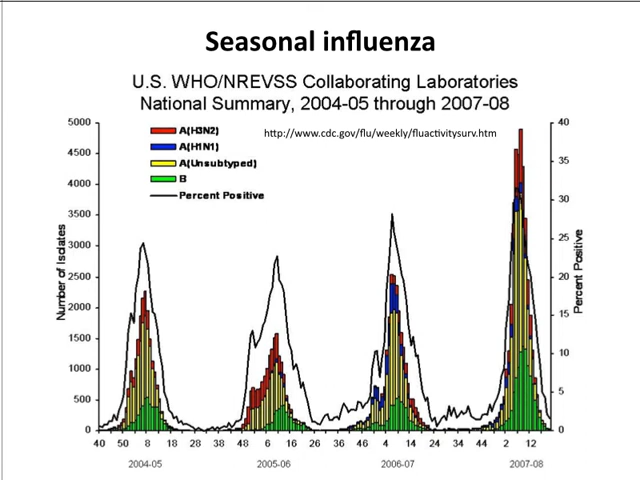 Seasonal influenza
U.S. WHO/NREVSS Collaborating Laboratories
National Summary, 2004-05 through 2007-08
http://www.cdc.gov/flu/weekly/fluactivitysurv.htm
A(H3N2)
A(H1N1)
A(Unsubtyped)
B
Percent Positive
Number of Isolates
5000
4500
4000
3500
3000
2500
2000
1500
1000
500
0
Percent Positive
40
35
30
25
20
15
10
5
0
40 50 8 18 28 38 48 6 16 26 36 46 4 14 24 34 44 2 12
2004-05 2005-06 2006-07 2007-08